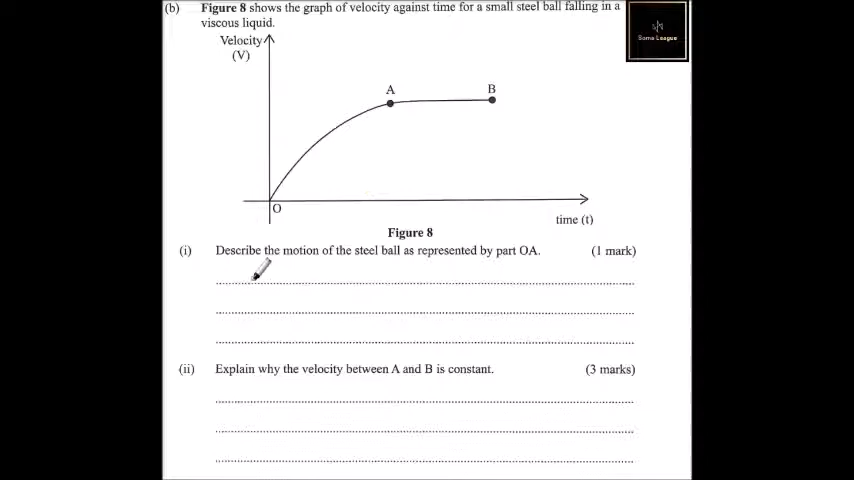 (b) Figure 8 shows the graph of velocity against time for a small steel ball falling in a
viscous liquid.
Soma League
Velocity
(V)
A
B
O
time (t)
Figure 8
(i) Describe the motion of the steel ball as represented by part OA. (1 mark)
(ii) Explain why the velocity between A and B is constant. (3 marks)